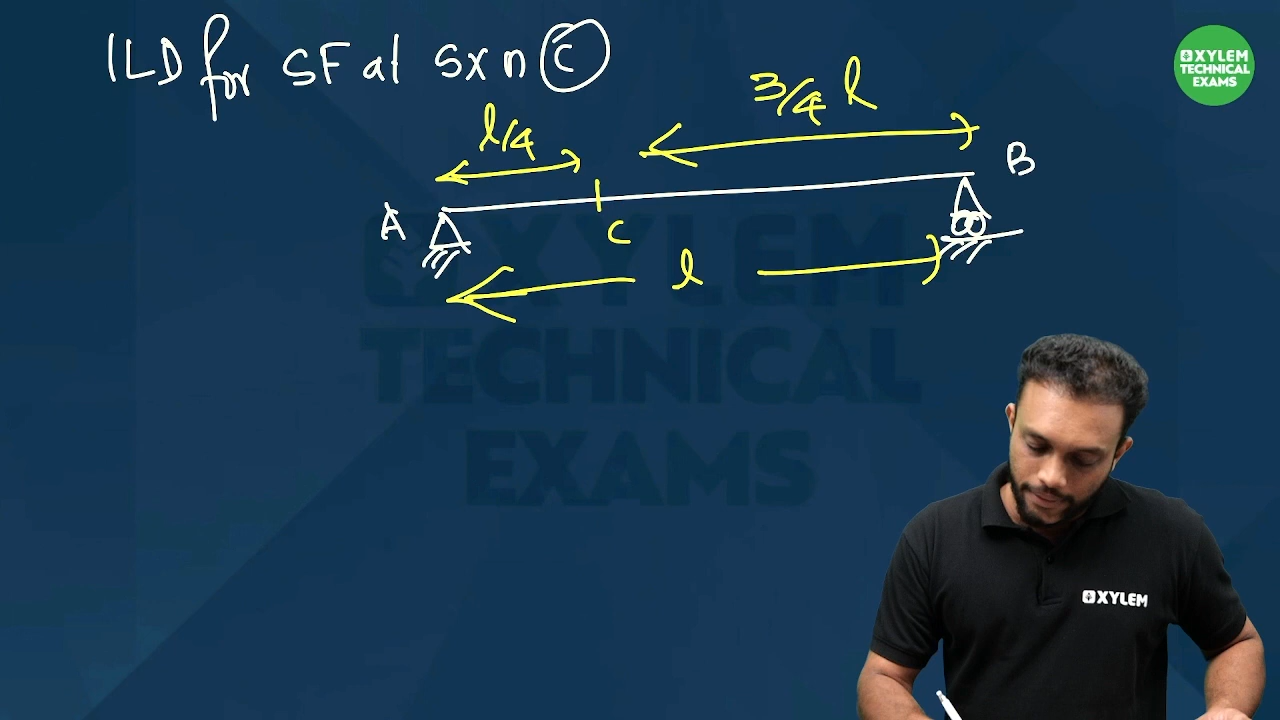 ILD for SF at sxn C
XYLEM
TECHNICAL
EXAMS
3/4 l
l/4
B
A
C
l
XYLEM
TECHNICAL
EXAMS
XYLEM